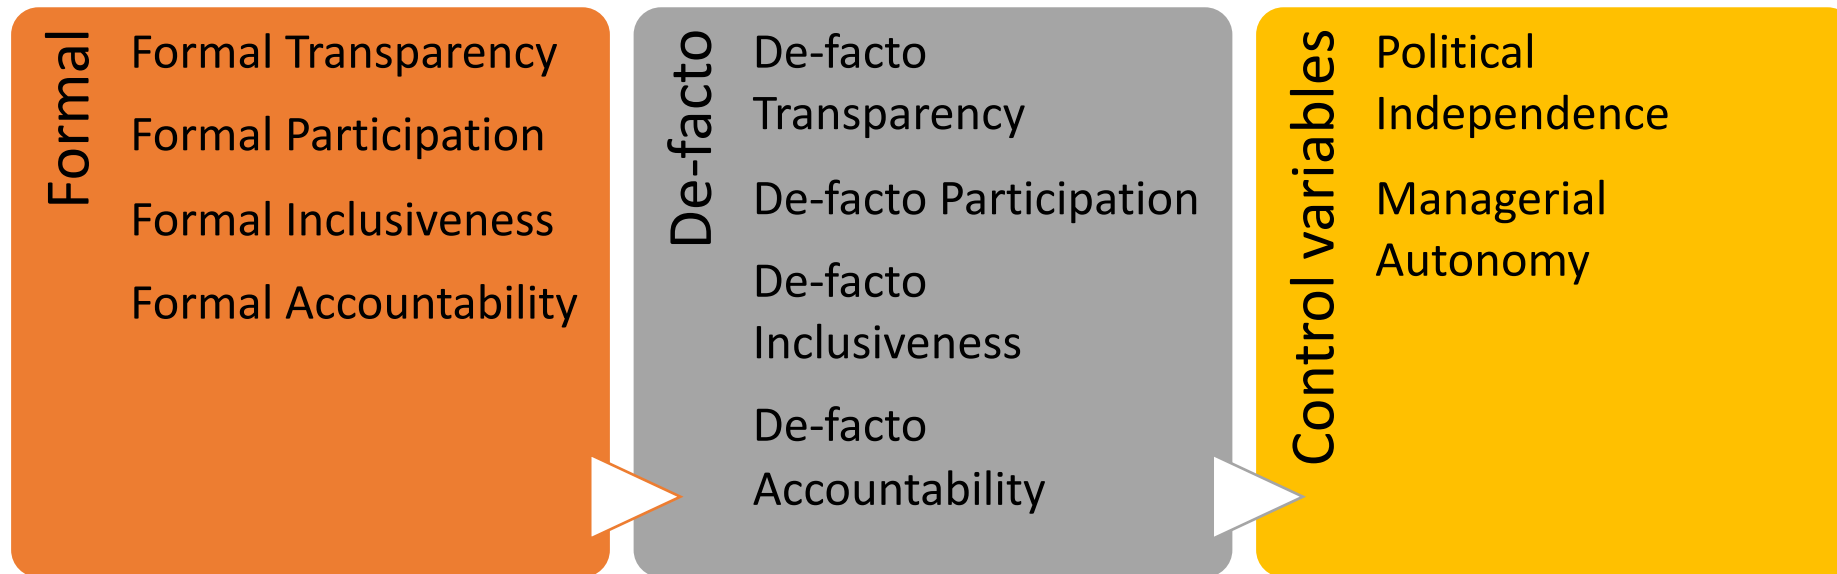 Formal
Formal Transparency
Formal Participation
Formal Inclusiveness
Formal Accountability
De-facto
De-facto
Transparency
De-facto Participation
De-facto
Inclusiveness
De-facto
Accountability
Control variables
Political
Independence
Managerial
Autonomy